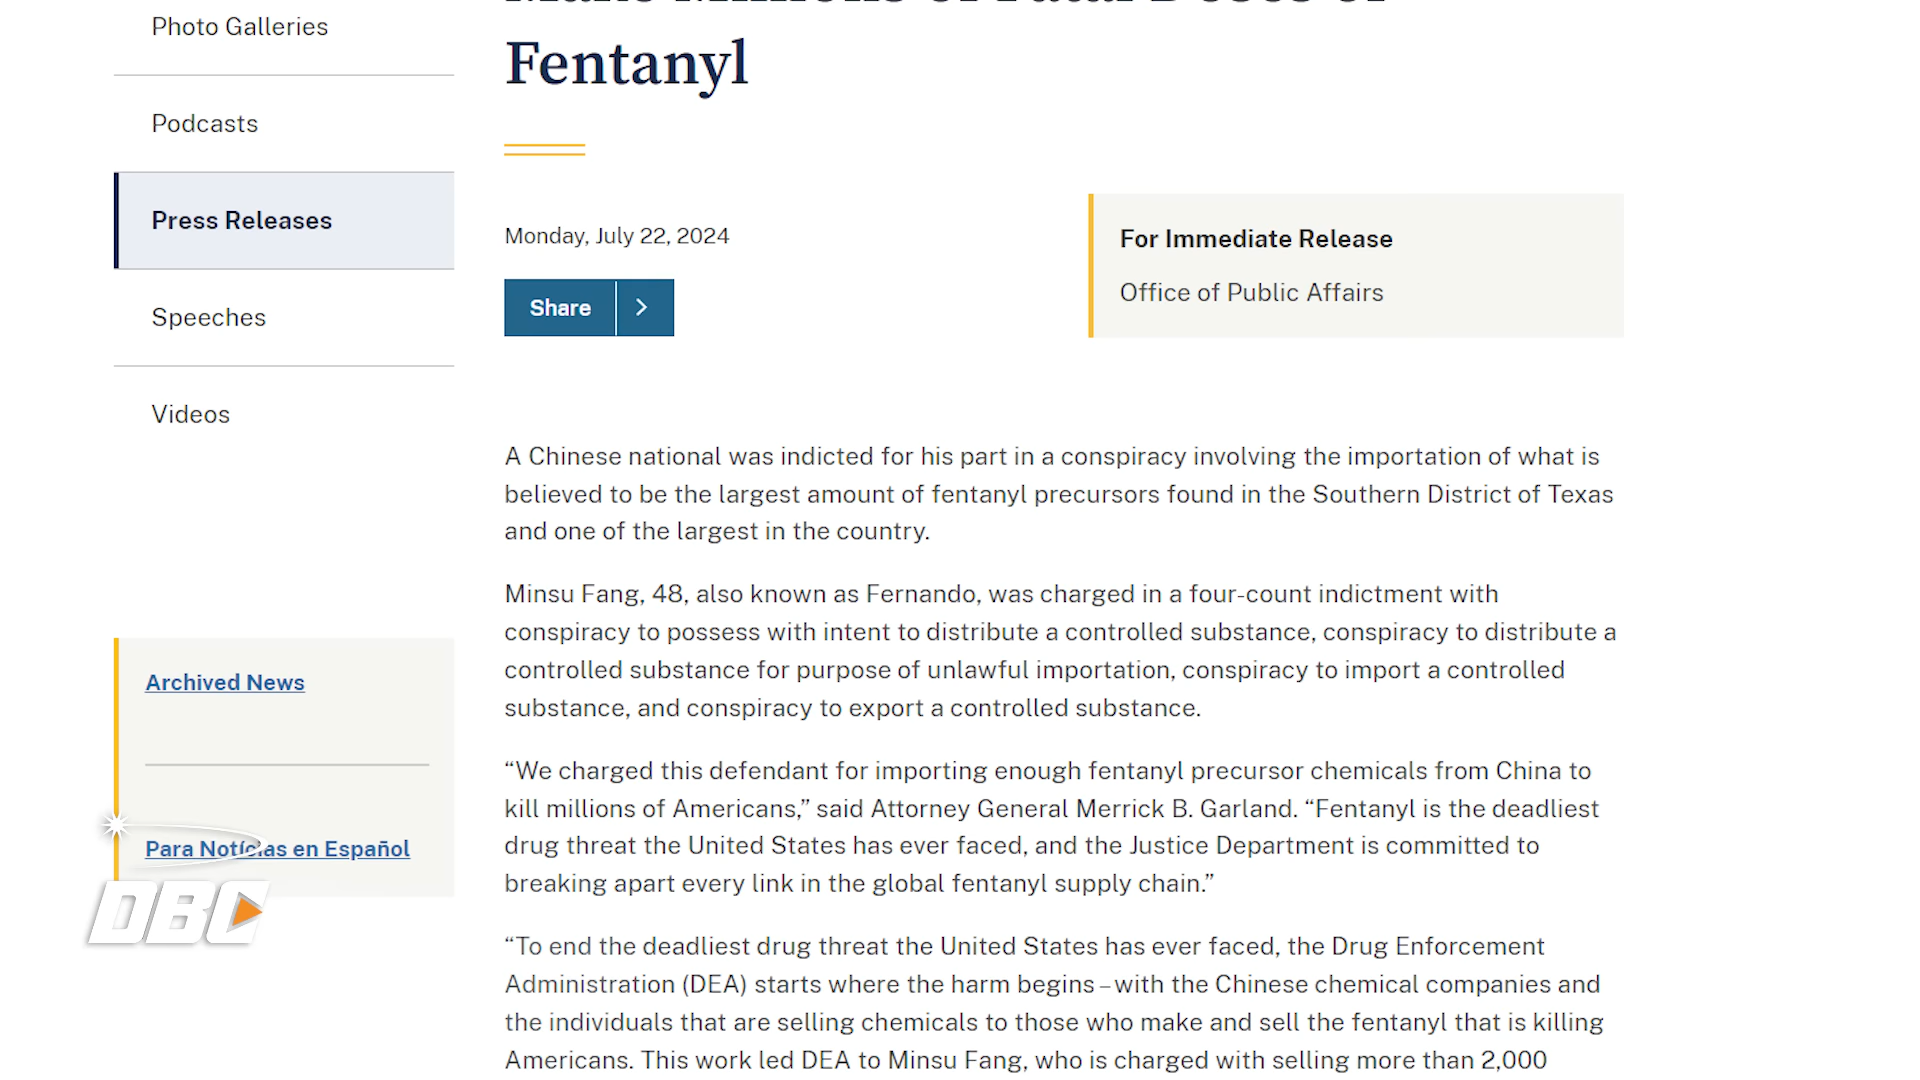 Photo Galleries
Podcasts
Press Releases
Speeches
Videos
Archived News
Para Notícias en Español
DBC
Make Millions of Fatal Doses of
Fentanyl
Monday, July 22, 2024
Share
For Immediate Release
Office of Public Affairs
A Chinese national was indicted for his part in a conspiracy involving the importation of what is
believed to be the largest amount of fentanyl precursors found in the Southern District of Texas
and one of the largest in the country.
Minsu Fang, 48, also known as Fernando, was charged in a four-count indictment with
conspiracy to possess with intent to distribute a controlled substance, conspiracy to distribute a
controlled substance for purpose of unlawful importation, conspiracy to import a controlled
substance, and conspiracy to export a controlled substance.
“We charged this defendant for importing enough fentanyl precursor chemicals from China to
kill millions of Americans,” said Attorney General Merrick B. Garland. “Fentanyl is the deadliest
drug threat the United States has ever faced, and the Justice Department is committed to
breaking apart every link in the global fentanyl supply chain.”
“To end the deadliest drug threat the United States has ever faced, the Drug Enforcement
Administration (DEA) starts where the harm begins – with the Chinese chemical companies and
the individuals that are selling chemicals to those who make and sell the fentanyl that is killing
Americans. This work led DEA to Minsu Fang, who is charged with selling more than 2,000